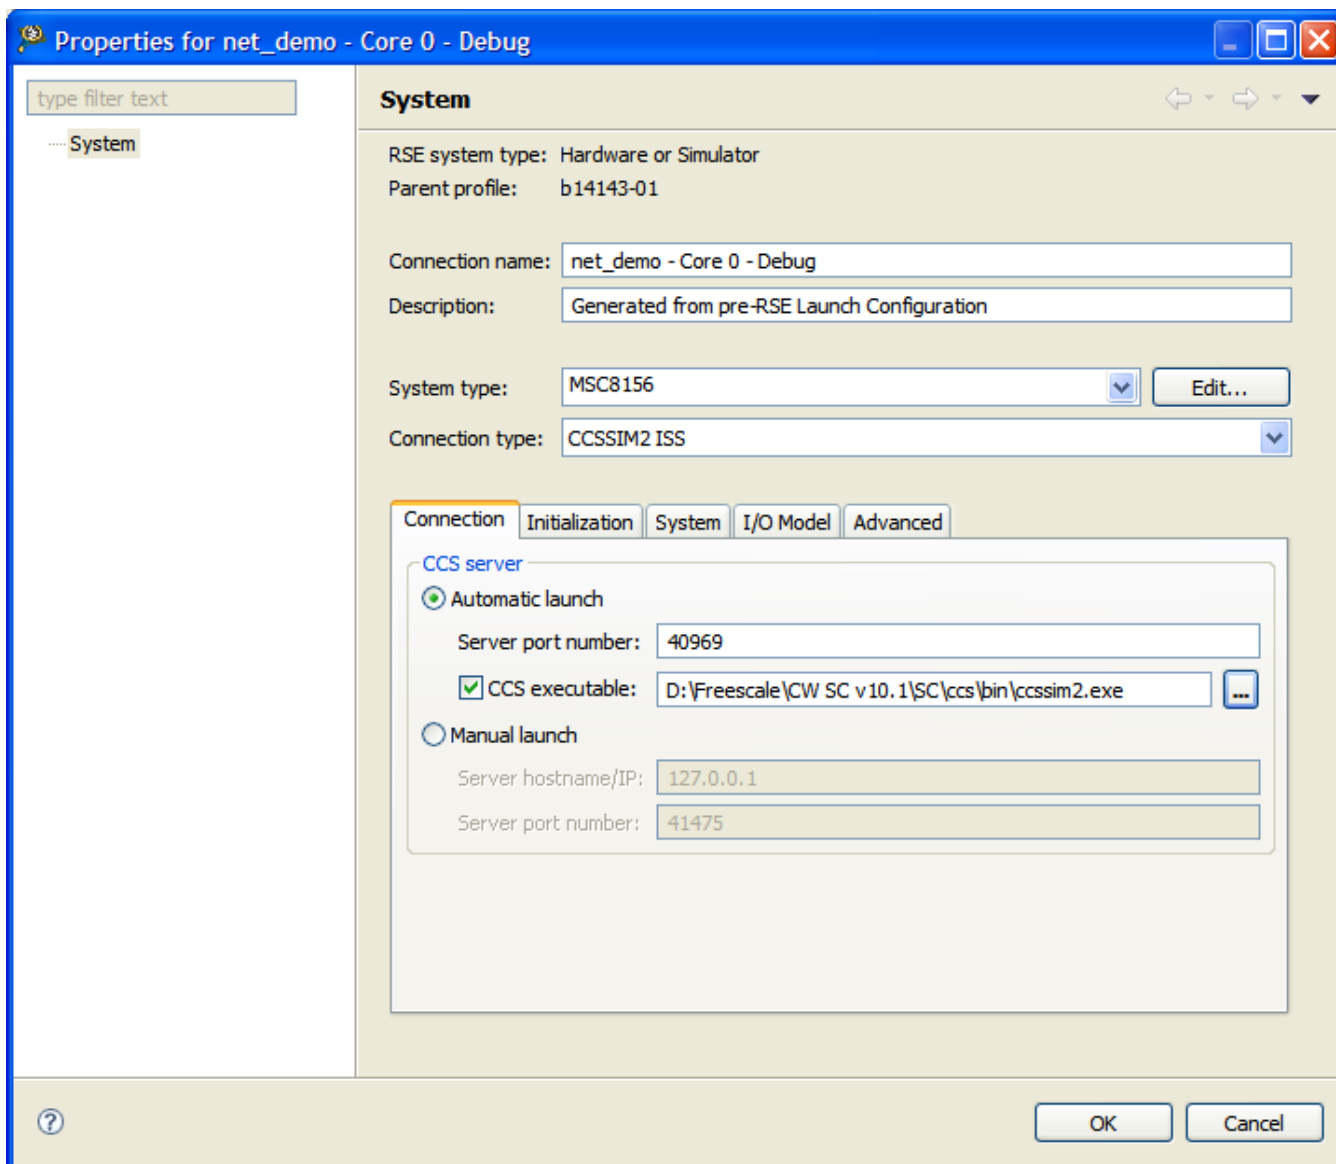 Properties for net_demo - Core 0 - Debug
type filter text
System
System
RSE system type: Hardware or Simulator
Parent profile: b14143-01
Connection name: net_demo - Core 0 - Debug
Description: Generated from pre-RSE Launch Configuration
System type: MSC8156 Edit...
Connection type: CCSSIM2 ISS
Connection Initialization System I/O Model Advanced
CCS server
Automatic launch
Server port number: 40969
CCS executable: D:\Freescale\CW SC v10.1\SC\ccs\bin\ccssim2.exe ...
Manual launch
Server hostname/IP: 127.0.0.1
Server port number: 41475
? OK Cancel